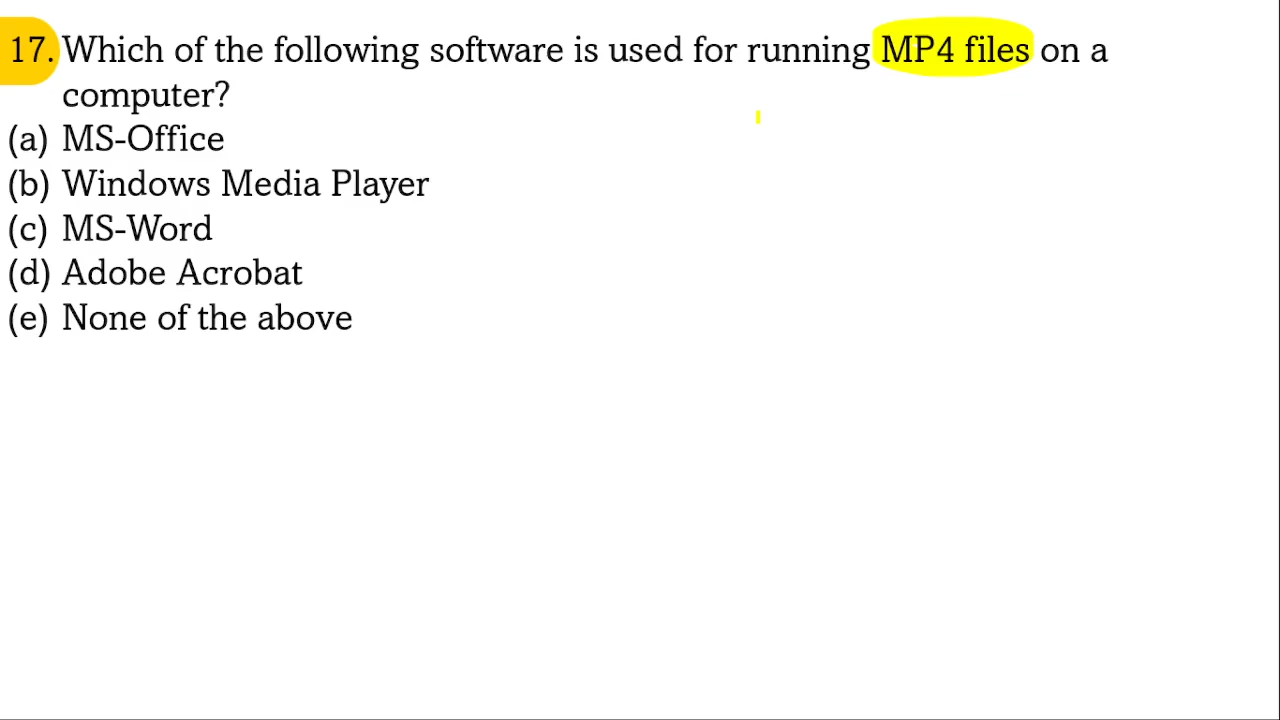 17. Which of the following software is used for running MP4 files on a
computer?
(a) MS-Office
(b) Windows Media Player
(c) MS-Word
(d) Adobe Acrobat
(e) None of the above